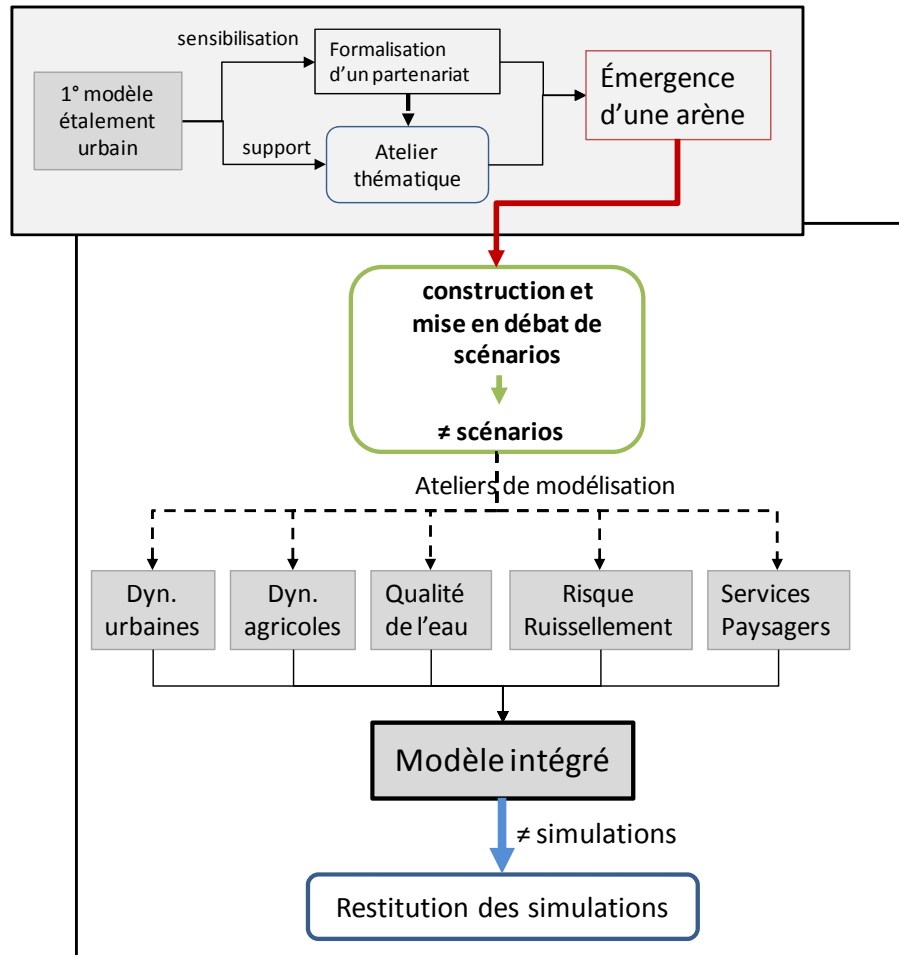 sensibilisation
Formalisation
d'un partenariat
1° modèle
étalement
urbain
support
Atelier
thématique
Émergence
d'une arène
construction et
mise en débat de
scénarios
≠ scénarios
Ateliers de modélisation
Dyn.
urbaines
Dyn.
agricoles
Qualité
de l'eau
Risque
Ruissellement
Services
Paysagers
Modèle intégré
≠ simulations
Restitution des simulations